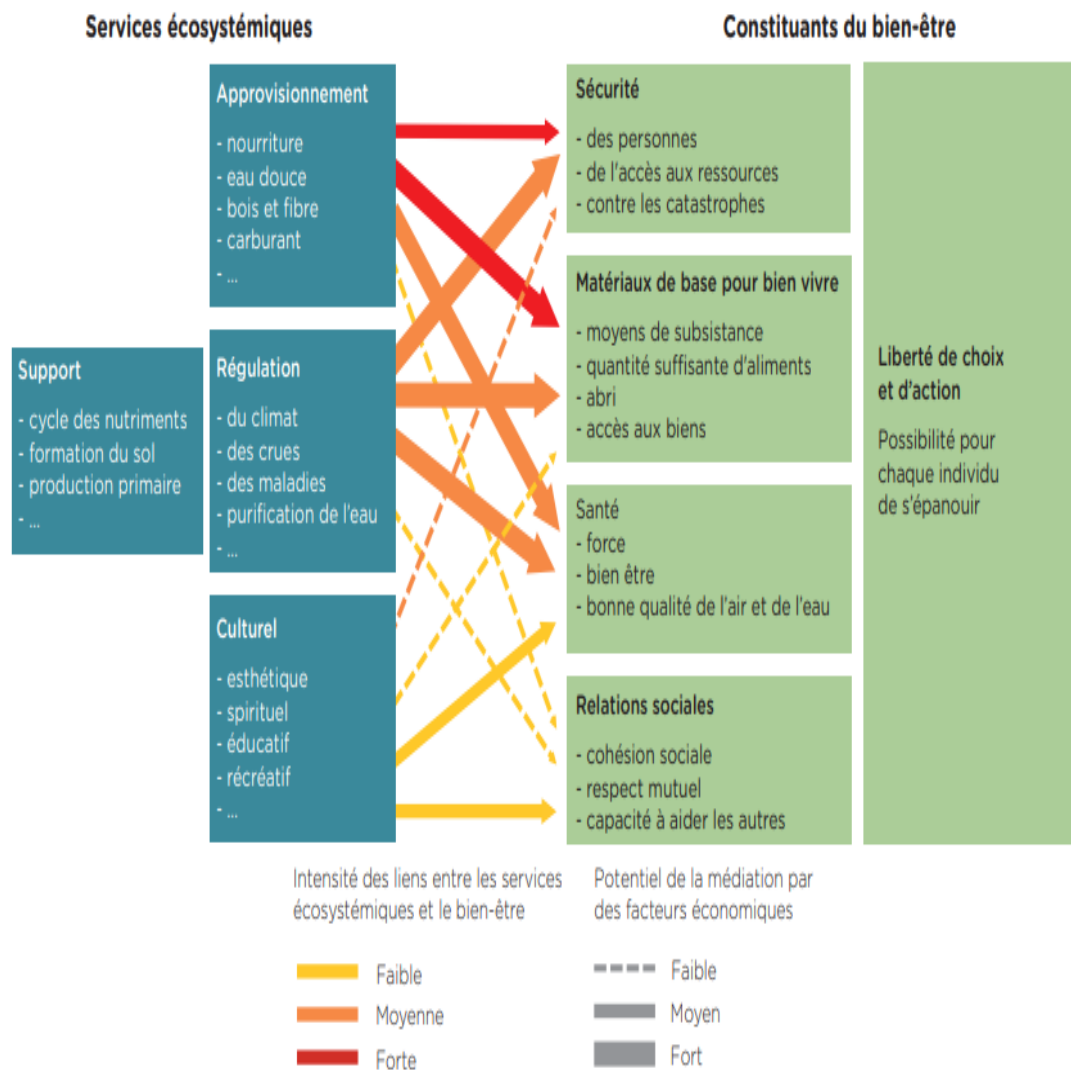 Services écosystémiques
Constituants du bien-être
Support
- cycle des nutriments
- formation du sol
- production primaire
- ...
Approvisionnement
- nourriture
- eau douce
- bois et fibre
- carburant
- ...
Régulation
- du climat
- des crues
- des maladies
- purification de l'eau
- ...
Culturel
- esthétique
- spirituel
- éducatif
- récréatif
- ...
Sécurité
- des personnes
- de l'accès aux ressources
- contre les catastrophes
Matériaux de base pour bien vivre
- moyens de subsistance
- quantité suffisante d'aliments
- abri
- accès aux biens
Santé
- force
- bien être
- bonne qualité de l'air et de l'eau
Relations sociales
- cohésion sociale
- respect mutuel
- capacité à aider les autres
Liberté de choix
et d'action
Possibilité pour
chaque individu
de s'épanouir
Intensité des liens entre les services
écosystémiques et le bien-être
Faible
Moyenne
Forte
Potentiel de la médiation par
des facteurs économiques
Faible
Moyen
Fort